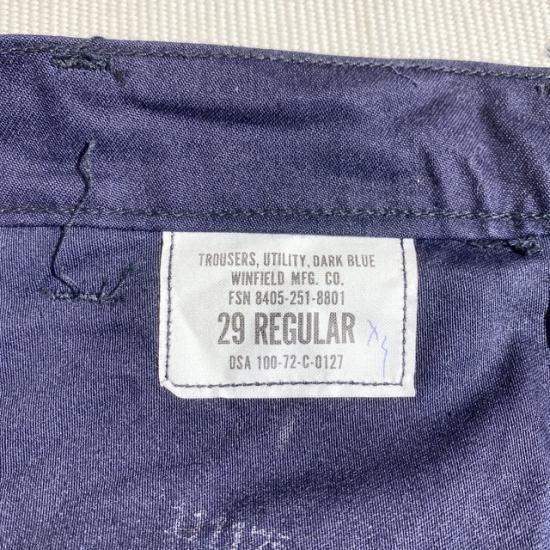 TROUSERS, UTILITY, DARK BLUE
WINFIELD MFG. CO.
FSN 8405-251-8801
29 REGULAR
DSA 100-72-C-0127